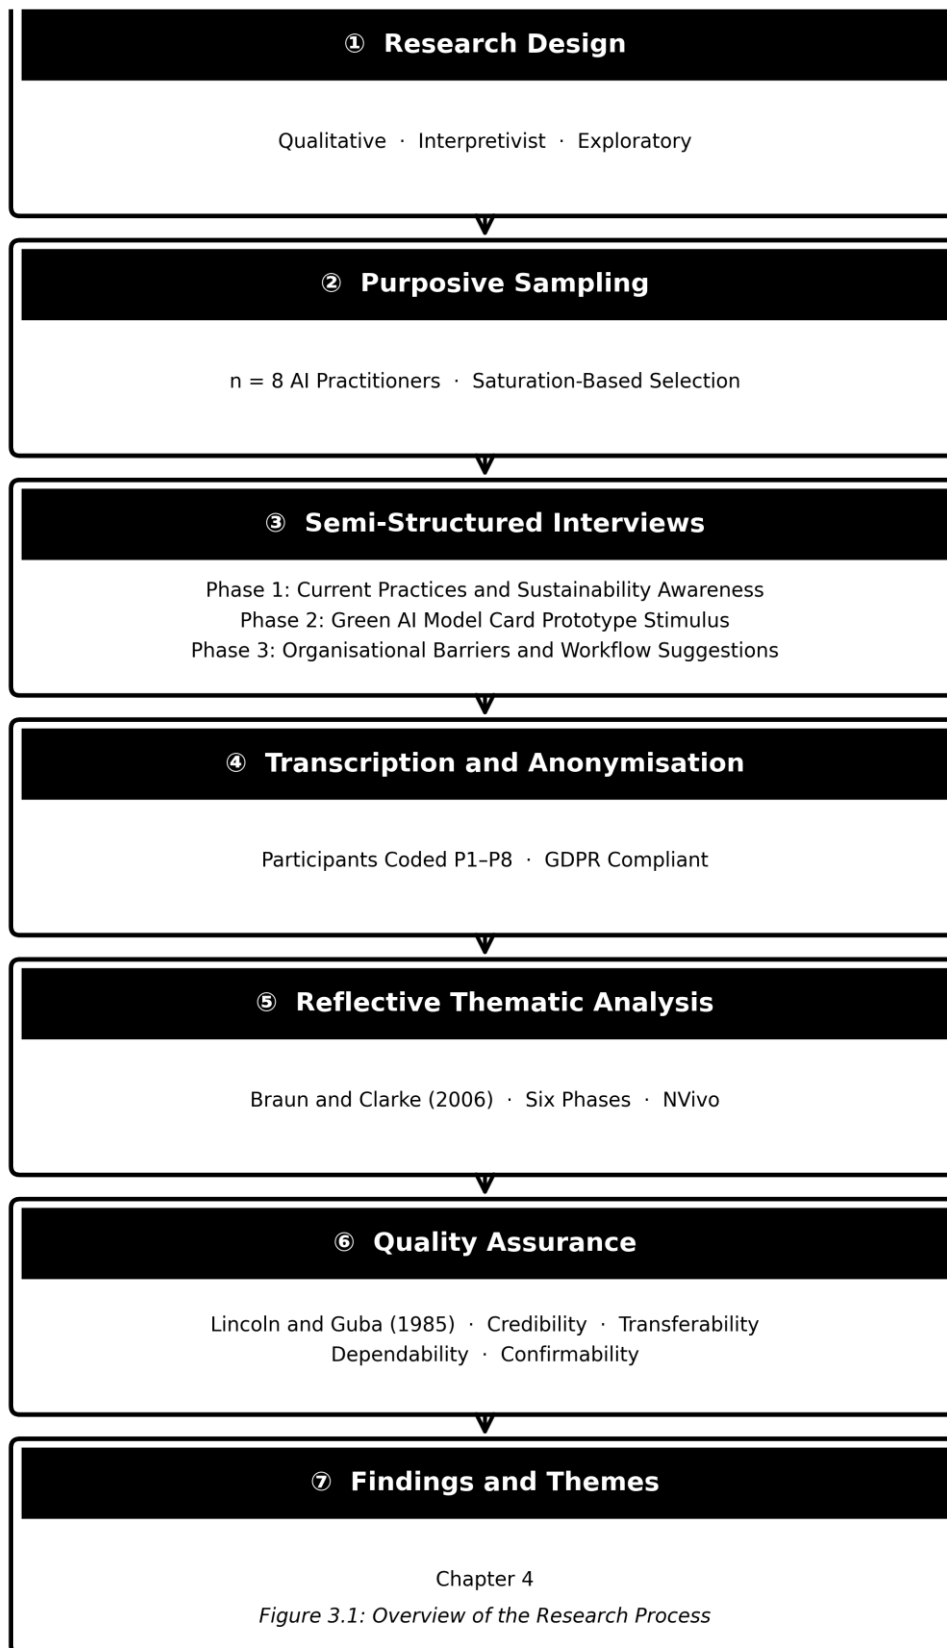 ① Research Design
Qualitative · Interpretivist · Exploratory
② Purposive Sampling
n = 8 AI Practitioners · Saturation-Based Selection
③ Semi-Structured Interviews
Phase 1: Current Practices and Sustainability Awareness
Phase 2: Green AI Model Card Prototype Stimulus
Phase 3: Organisational Barriers and Workflow Suggestions
④ Transcription and Anonymisation
Participants Coded P1–P8 · GDPR Compliant
⑤ Reflective Thematic Analysis
Braun and Clarke (2006) · Six Phases · NVivo
⑥ Quality Assurance
Lincoln and Guba (1985) · Credibility · Transferability
Dependability · Confirmability
⑦ Findings and Themes
Chapter 4
Figure 3.1: Overview of the Research Process